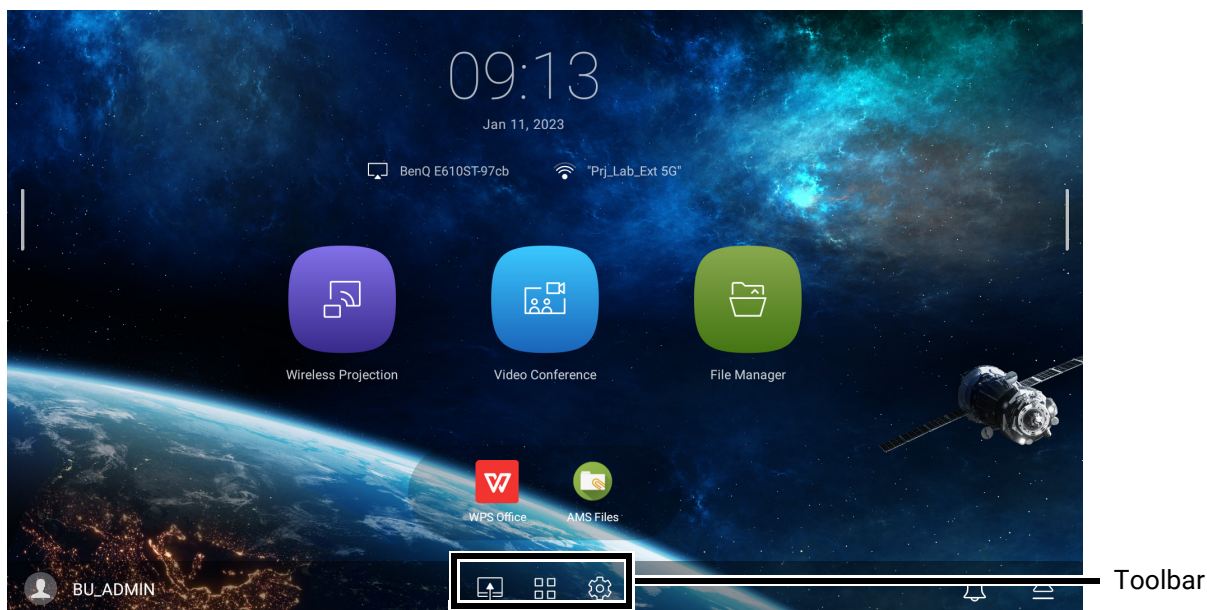 09:13
Jan 11, 2023
BenQ E610ST-97cb
"Prj_Lab_Ext 5G"
Wireless Projection
Video Conference
File Manager
WPS Office
AMS Files
BU_ADMIN
Toolbar